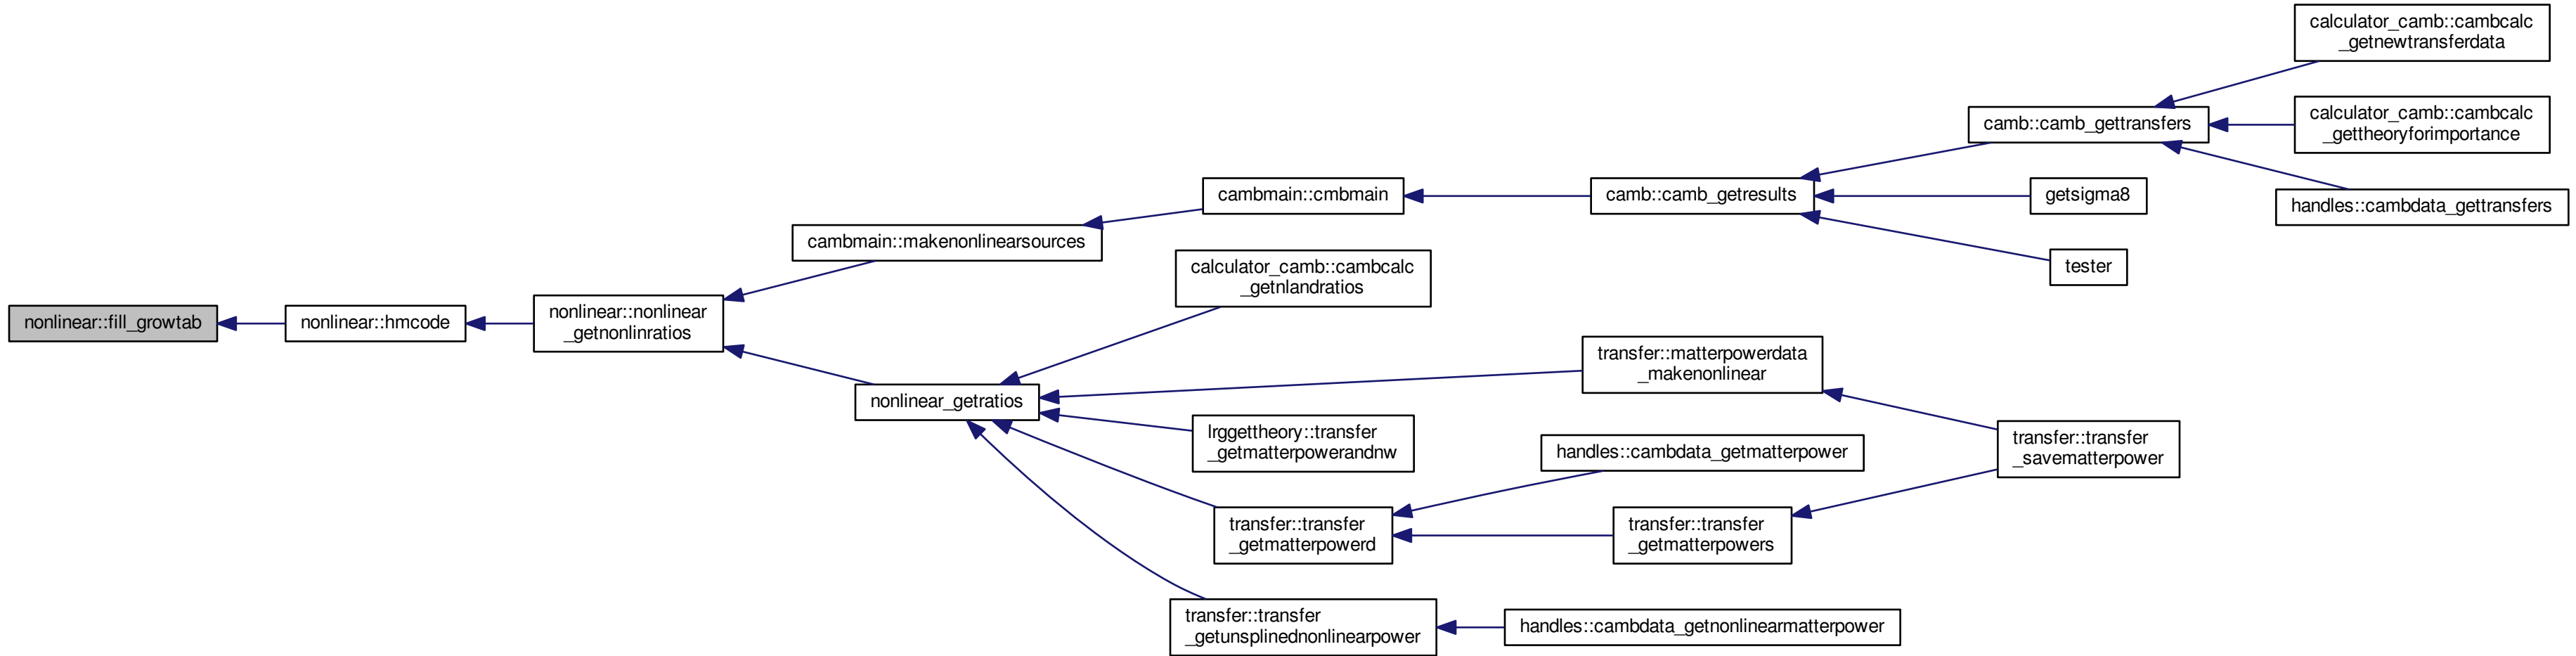 calculator_camb::cambcalc
_getnewtransferdata
calculator_camb::cambcalc
_gettheoryforimportance
camb::camb_gettransfers
handles::cambdata_gettransfers
cambmain::cmbmain
camb::camb_getresults
getsigma8
cambmain::makenonlinearsources
tester
calculator_camb::cambcalc
_getnlandratios
nonlinear::fill_growtab
nonlinear::hmcode
nonlinear::nonlinear
_getnonlinratios
transfer::matterpowerdata
_makenonlinear
nonlinear_getratios
lrggettheory::transfer
_getmatterpowerandnw
handles::cambdata_getmatterpower
transfer::transfer
_savematterpower
transfer::transfer
_getmatterpowerd
transfer::transfer
_getmatterpowers
transfer::transfer
_getunsplinednonlinearpower
handles::cambdata_getnonlinearmatterpower